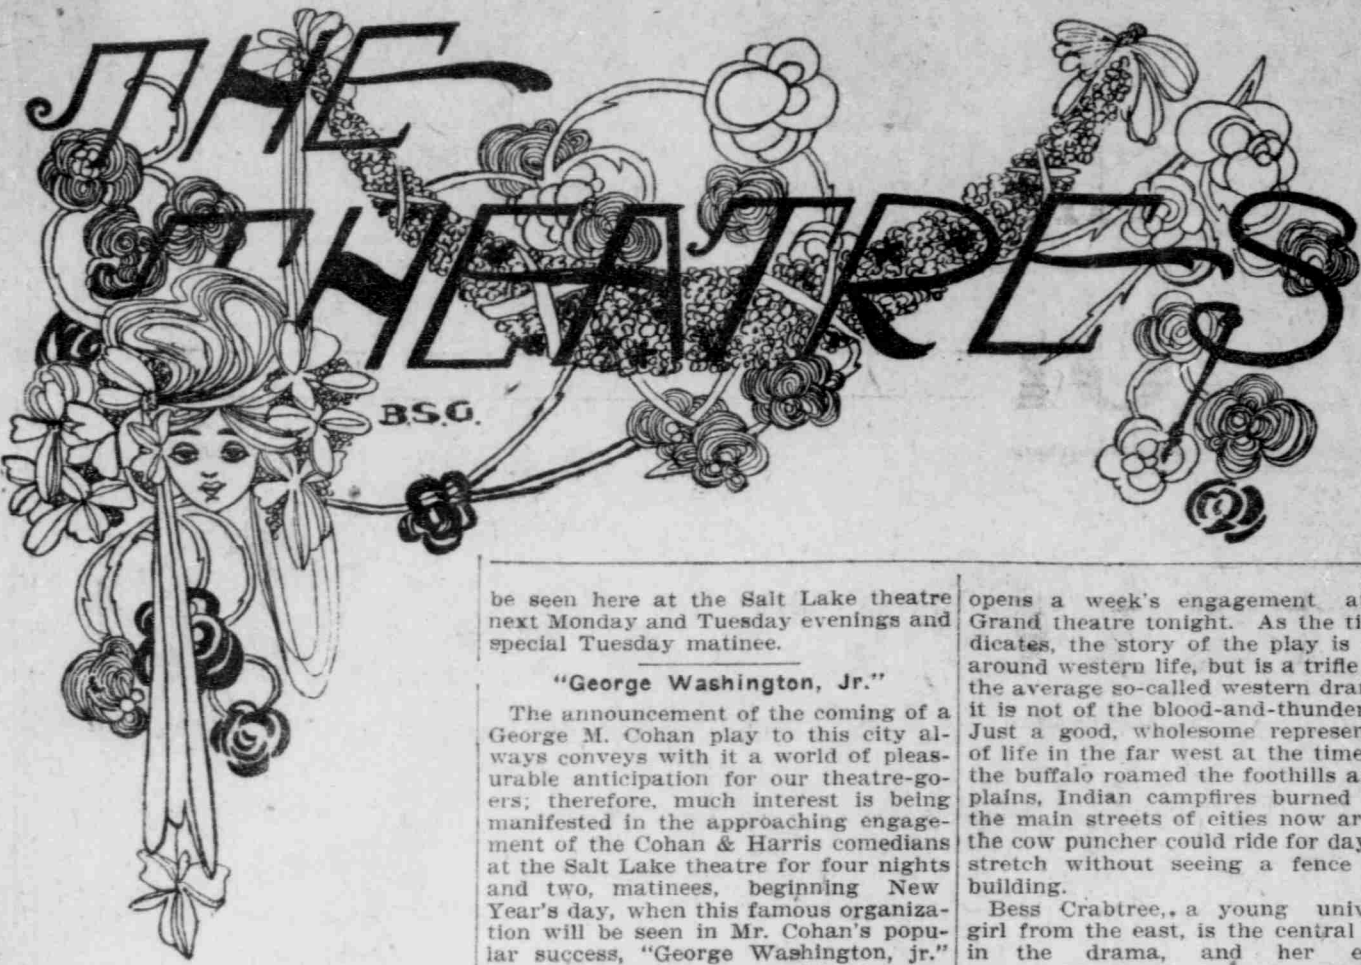 THE
THEATRES
B.S.G.
be seen here at the Salt Lake theatre
next Monday and Tuesday evenings and
special Tuesday matinee.
"George Washington, Jr."
The announcement of the coming of a
George M. Cohan play to this city al-
ways conveys with it a world of pleas-
urable anticipation for our theatre-go-
ers; therefore, much interest is being
manifested in the approaching engage-
ment of the Cohan & Harris comedians
at the Salt Lake theatre for four nights
and two, matinees, beginning New
Year's day, when this famous organiza-
tion will be seen in Mr. Cohan's popu-
lar success, "George Washington, jr."
opens a week's engagement a
Grand theatre tonight. As the ti
dicates, the story of the play is
around western life, but is a trifle
the average so-called western dra
it is not of the blood-and-thunde
Just a good, wholesome represe
of life in the far west at the time
the buffalo roamed the foothills a
plains, Indian campfires burned
the main streets of cities now ar
the cow puncher could ride for day
stretch without seeing a fence
building.
Bess Crabtree, a young univ
girl from the east, is the central
in the drama, and her e